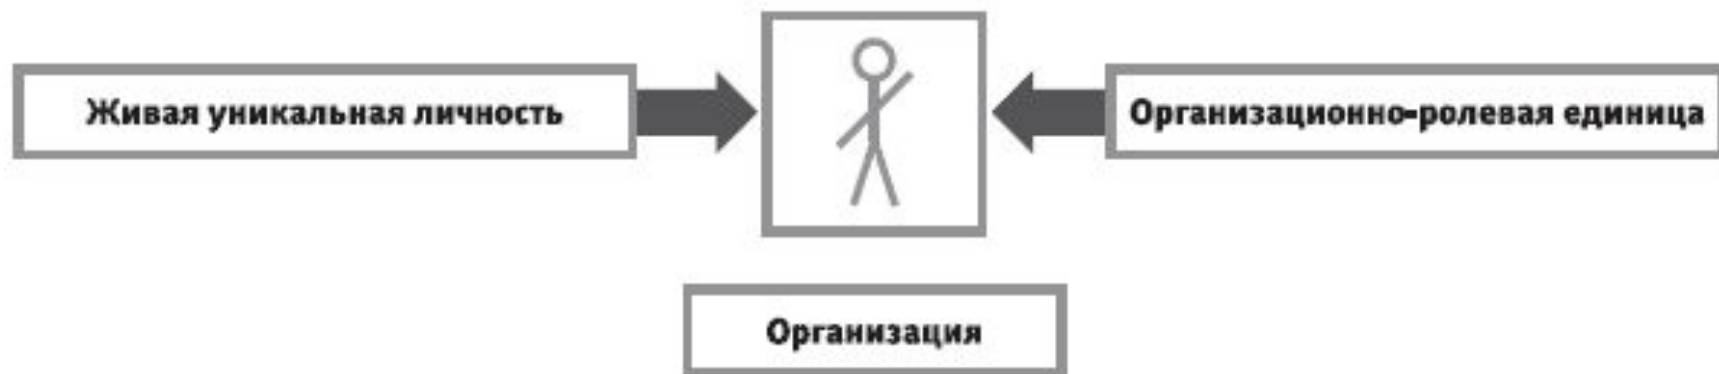 Живая уникальная личность
Организационно-ролевая единица
Организация